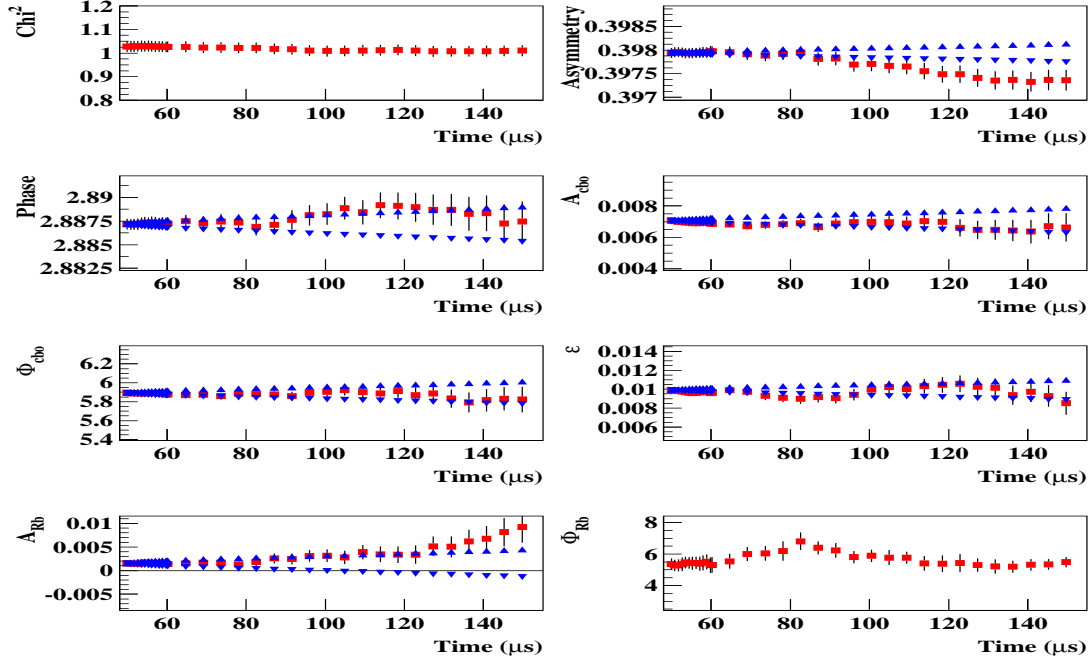 Chi²
1.2
1.1
1
0.9
0.8
60 80 100 120 140
Time (μs)
Asymmetry
0.3985
0.398
0.3975
0.397
60 80 100 120 140
Time (μs)
Phase
2.89
2.8875
2.885
2.8825
60 80 100 120 140
Time (μs)
A_cbo
0.008
0.006
0.004
60 80 100 120 140
Time (μs)
Φ_cbo
6.2
6
5.8
5.6
5.4
60 80 100 120 140
Time (μs)
ε
0.014
0.012
0.01
0.008
0.006
60 80 100 120 140
Time (μs)
A_Rb
0.01
0.005
0
-0.005
60 80 100 120 140
Time (μs)
Φ_Rb
8
6
4
60 80 100 120 140
Time (μs)